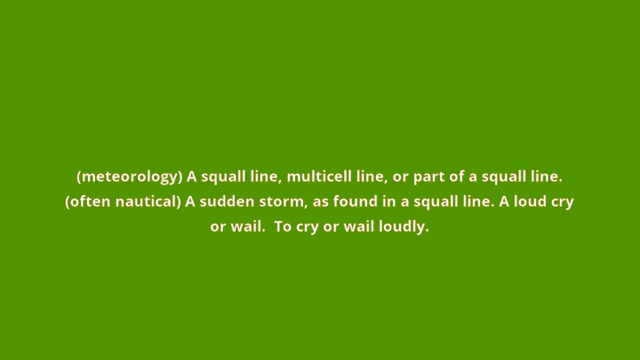 (meteorology) A squall line, multicell line, or part of a squall line.
(often nautical) A sudden storm, as found in a squall line. A loud cry
or wail.  To cry or wail loudly.